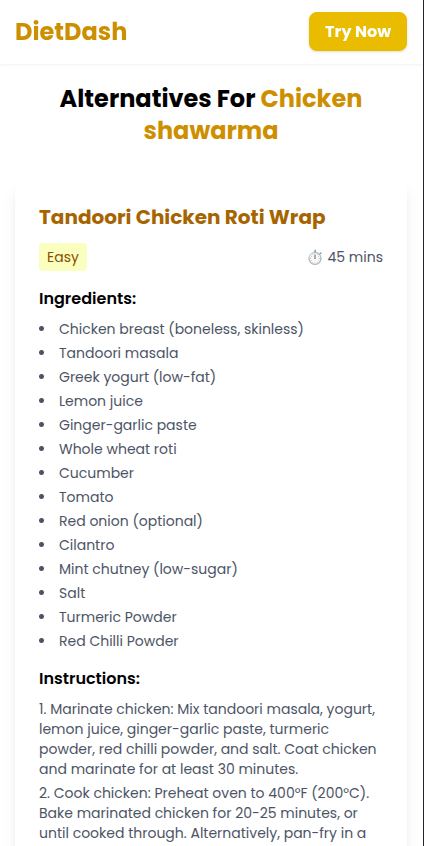 DietDash
Try Now
Alternatives For Chicken
shawarma
Tandoori Chicken Roti Wrap
Easy
⏱ 45 mins
Ingredients:
• Chicken breast (boneless, skinless)
• Tandoori masala
• Greek yogurt (low-fat)
• Lemon juice
• Ginger-garlic paste
• Whole wheat roti
• Cucumber
• Tomato
• Red onion (optional)
• Cilantro
• Mint chutney (low-sugar)
• Salt
• Turmeric Powder
• Red Chilli Powder
Instructions:
1. Marinate chicken: Mix tandoori masala, yogurt,
lemon juice, ginger-garlic paste, turmeric
powder, red chilli powder, and salt. Coat chicken
and marinate for at least 30 minutes.
2. Cook chicken: Preheat oven to 400°F (200°C).
Bake marinated chicken for 20-25 minutes, or
until cooked through. Alternatively, pan-fry in a